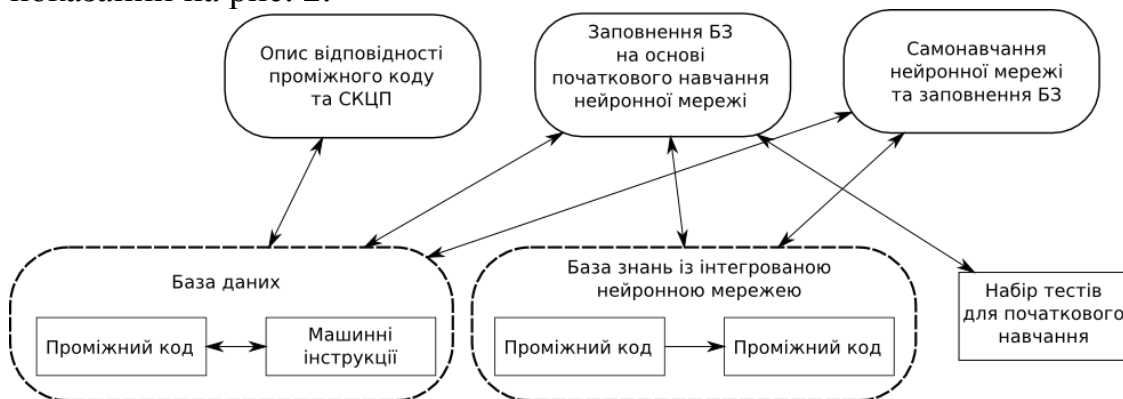 показаний на рис. 2.
Опис відповідності
проміжного коду
та СКЦП
Заповнення БЗ
на основі
початкового навчання
нейронної мережі
Самонавчання
нейронної мережі
та заповнення БЗ
База даних
Проміжний код
Машинні
інструкції
База знань із інтегрованою
нейронною мережею
Проміжний код
Проміжний код
Набір тестів
для початкового
навчання